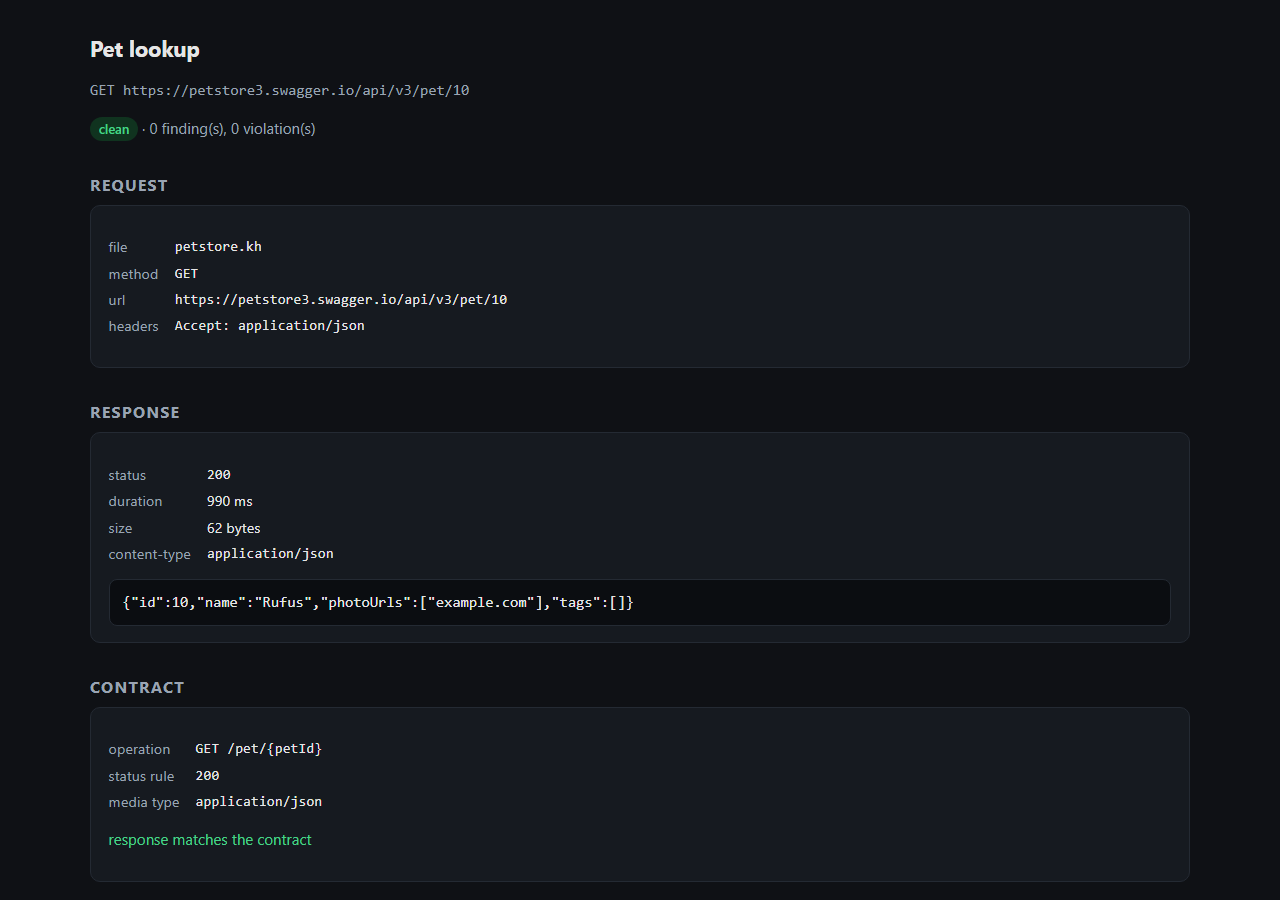 Pet lookup
GET https://petstore3.swagger.io/api/v3/pet/10
clean · 0 finding(s), 0 violation(s)
REQUEST
file petstore.kh
method GET
url https://petstore3.swagger.io/api/v3/pet/10
headers Accept: application/json
RESPONSE
status 200
duration 990 ms
size 62 bytes
content-type application/json
{"id":10,"name":"Rufus","photoUrls":["example.com"],"tags":[]}
CONTRACT
operation GET /pet/{petId}
status rule 200
media type application/json
response matches the contract